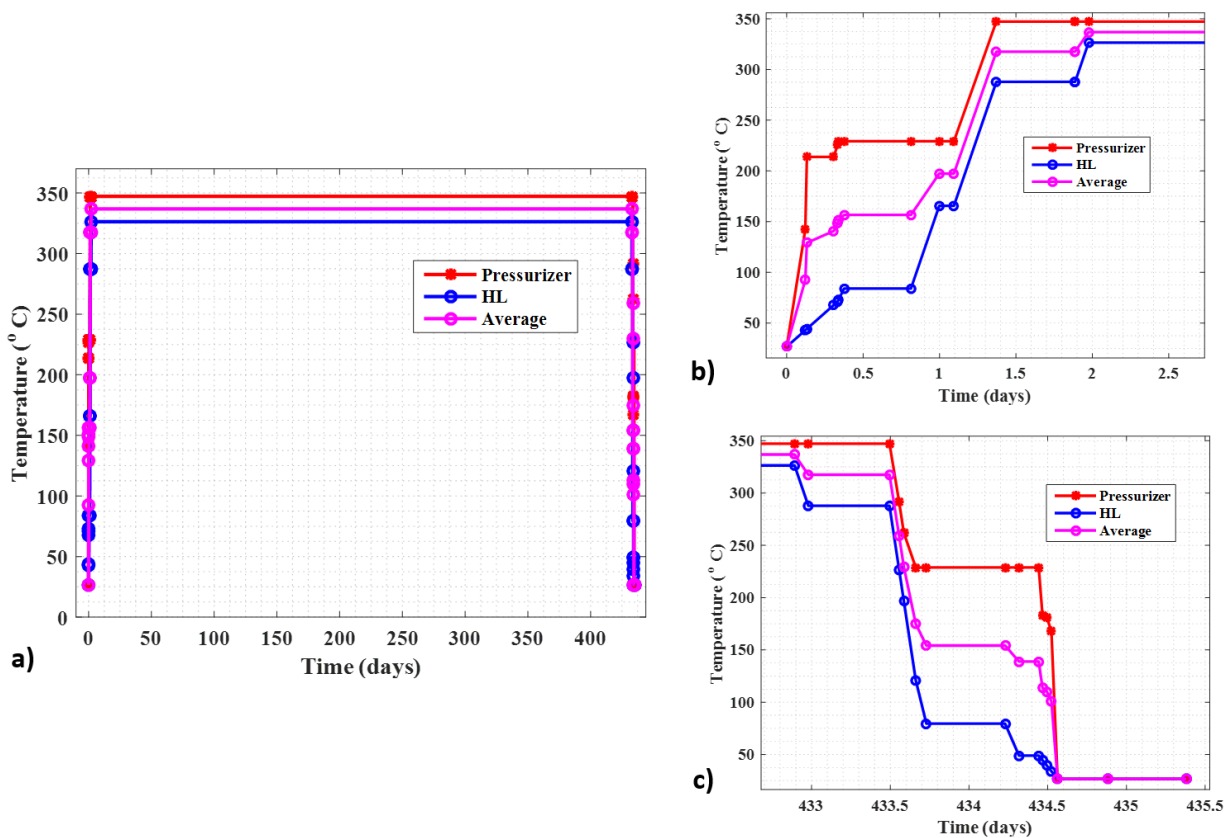 350
300
250
200
150
100
50
0
Temperature (° C)
Pressurizer
HL
Average
0 50 100 150 200 250 300 350 400
Time (days)
a)
350
300
250
200
150
100
50
Temperature (° C)
Pressurizer
HL
Average
0 0.5 1 1.5 2 2.5
Time (days)
b)
350
300
250
200
150
100
50
Temperature (° C)
Pressurizer
HL
Average
433 433.5 434 434.5 435 435.5
Time (days)
c)